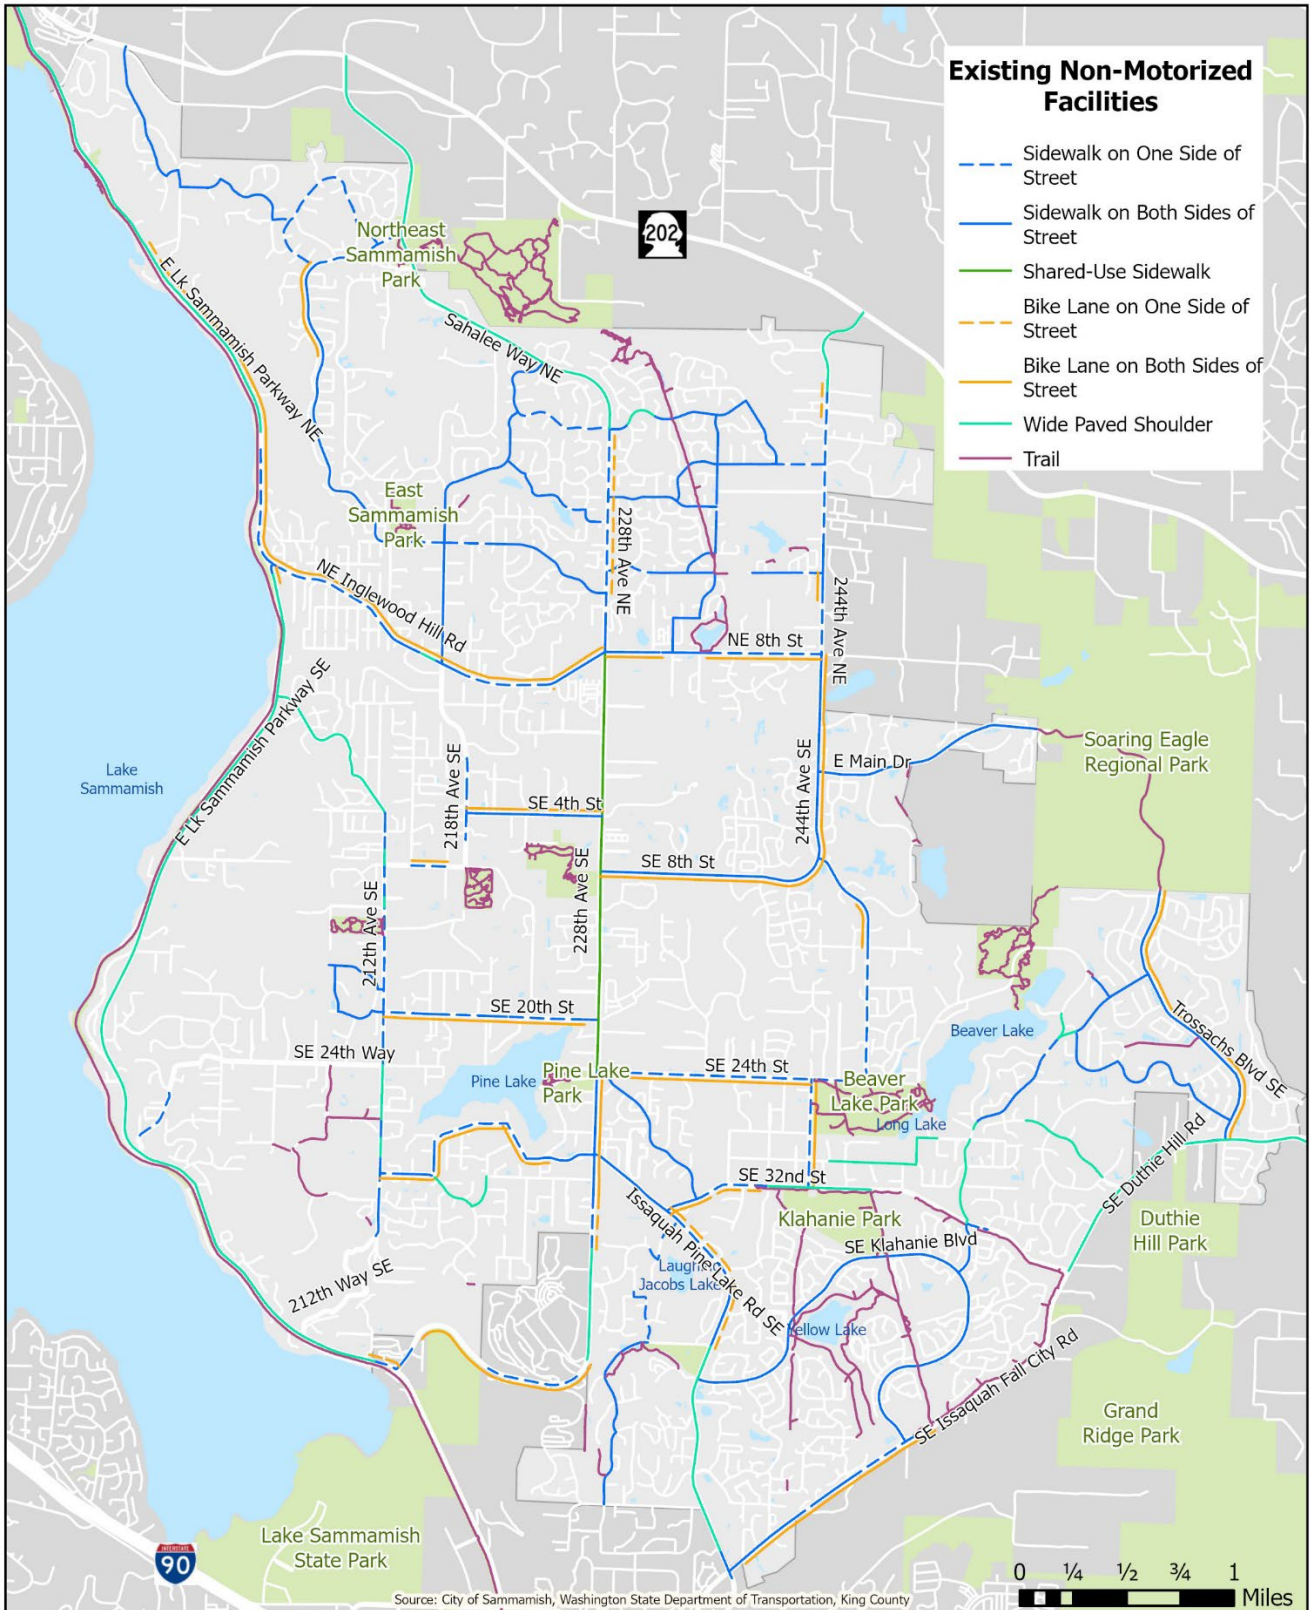 Existing Non-Motorized
Facilities
Sidewalk on One Side of
Street
Sidewalk on Both Sides of
Street
Shared-Use Sidewalk
Bike Lane on One Side of
Street
Bike Lane on Both Sides of
Street
Wide Paved Shoulder
Trail
202
Northeast
Sammamish
Park
E Lk Sammamish Parkway NE
Sahalee Way NE
East
Sammamish
Park
228th Ave NE
NE Inglewood Hill Rd
244th Ave NE
NE 8th St
E Lk Sammamish Parkway SE
Soaring Eagle
Regional Park
E Main Dr
Lake
Sammamish
218th Ave SE
244th Ave SE
SE 4th St
SE 8th St
228th Ave SE
212th Ave SE
SE 20th St
Trossachs Blvd SE
Beaver Lake
SE 24th Way
SE 24th St
Pine Lake
Pine Lake
Park
Beaver
Lake Park
Long Lake
SE Duthie Hill Rd
SE 32nd St
Issaquah Pine Lake Rd SE
Klahanie Park
Duthie
Hill Park
SE Klahanie Blvd
212th Way SE
Laughing
Jacobs Lake
Yellow Lake
SE Issaquah Fall City Rd
Grand
Ridge Park
Lake Sammamish
State Park
INTERSTATE
90
0 ¼ ½ ¾ 1
Miles
Source: City of Sammamish, Washington State Department of Transportation, King County